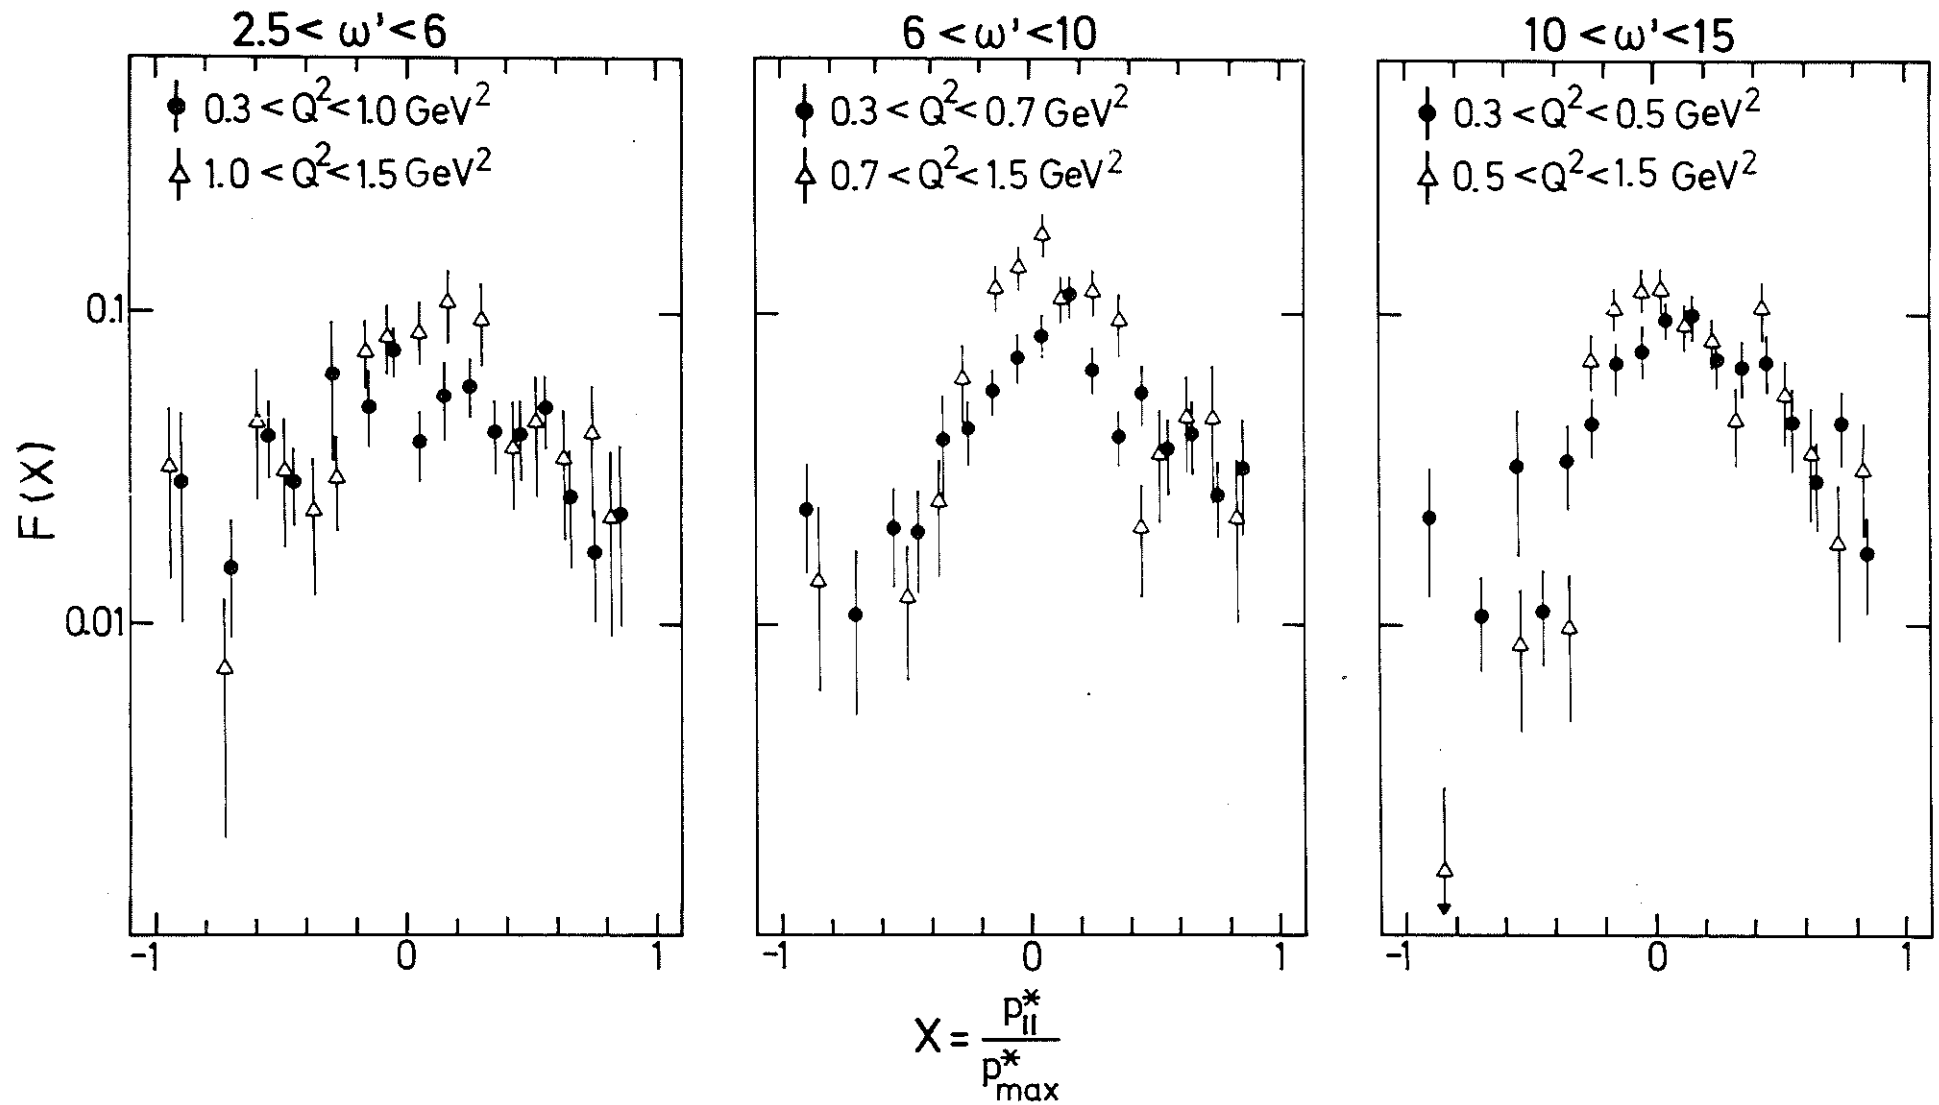 2.5 < ω' < 6
0.3 < Q² < 1.0 GeV²
1.0 < Q² < 1.5 GeV²
6 < ω' < 10
0.3 < Q² < 0.7 GeV²
0.7 < Q² < 1.5 GeV²
10 < ω' < 15
0.3 < Q² < 0.5 GeV²
0.5 < Q² < 1.5 GeV²
F(X)
0.1
0.01
-1 0 1
-1 0 1
-1 0 1
X = p*_II / p*_max